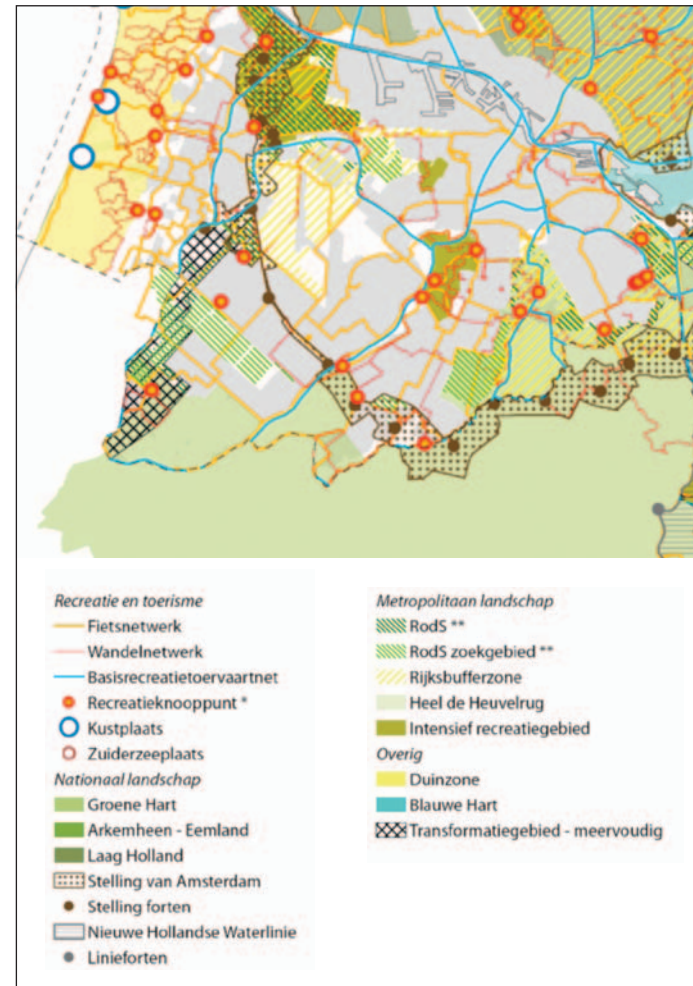 Recreatie en toerisme
Fietsnetwerk
Wandelnetwerk
Basisrecreatietoervaartnet
Recreatieknooppunt *
Kustplaats
Zuiderzeeplaats
Nationaal landschap
Groene Hart
Arkemheen - Eemland
Laag Holland
Stelling van Amsterdam
Stelling forten
Nieuwe Hollandse Waterlinie
Linieforten
Metropolitaan landschap
RodS **
RodS zoekgebied **
Rijksbufferzone
Heel de Heuvelrug
Intensief recreatiegebied
Overig
Duinzone
Blauwe Hart
Transformatiegebied - meervoudig